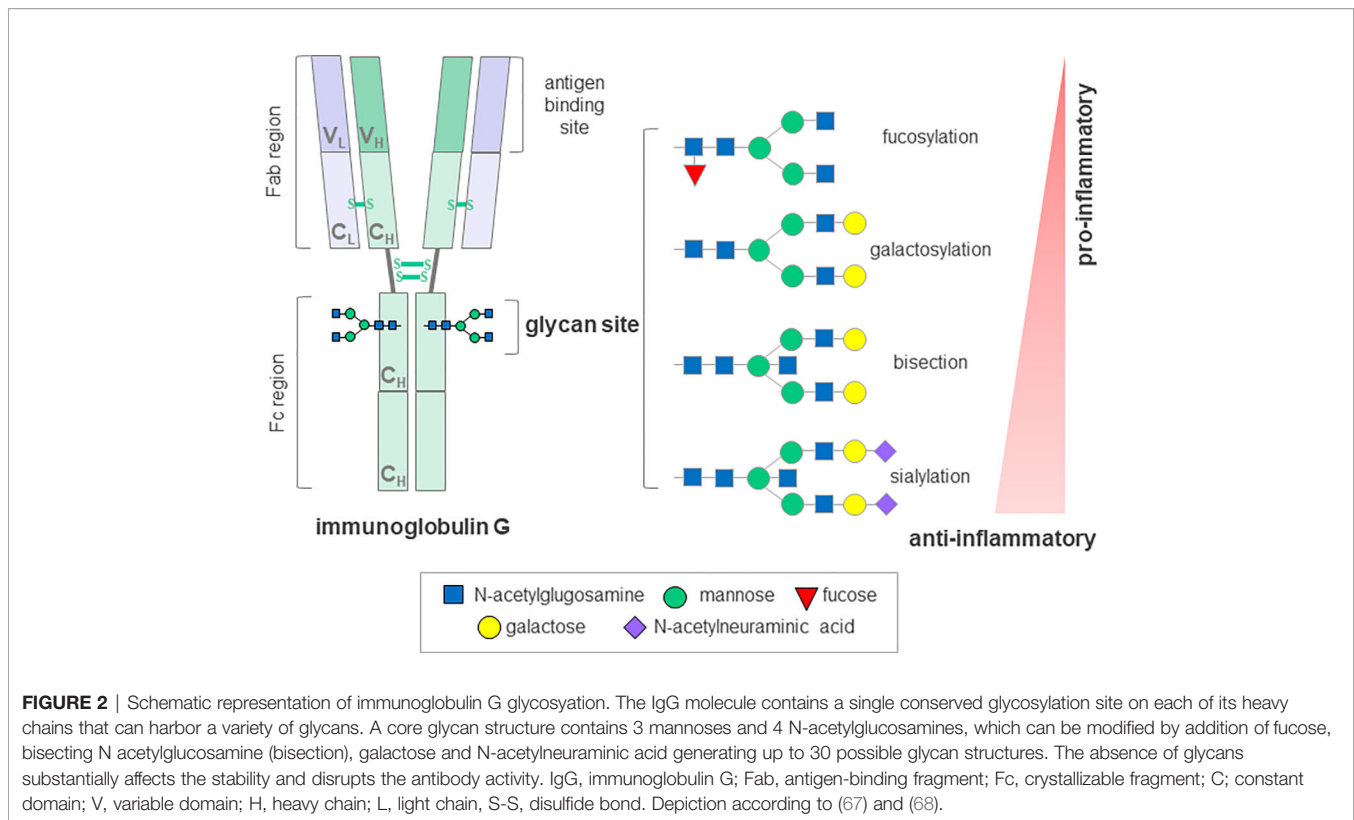 Fab region
V_L
V_H
antigen
binding
site
S S
S S
C_L
C_H
S S
S S
Fc region
C_H
C_H
glycan site
immunoglobulin G
fucosylation
galactosylation
bisection
sialylation
pro-inflammatory
anti-inflammatory
N-acetylglugosamine mannose fucose
galactose N-acetylneuraminic acid
FIGURE 2 | Schematic representation of immunoglobulin G glycosyation. The IgG molecule contains a single conserved glycosylation site on each of its heavy
chains that can harbor a variety of glycans. A core glycan structure contains 3 mannoses and 4 N-acetylglucosamines, which can be modified by addition of fucose,
bisecting N acetylglucosamine (bisection), galactose and N-acetylneuraminic acid generating up to 30 possible glycan structures. The absence of glycans
substantially affects the stability and disrupts the antibody activity. IgG, immunoglobulin G; Fab, antigen-binding fragment; Fc, crystallizable fragment; C; constant
domain; V, variable domain; H, heavy chain; L, light chain, S-S, disulfide bond. Depiction according to (67) and (68).